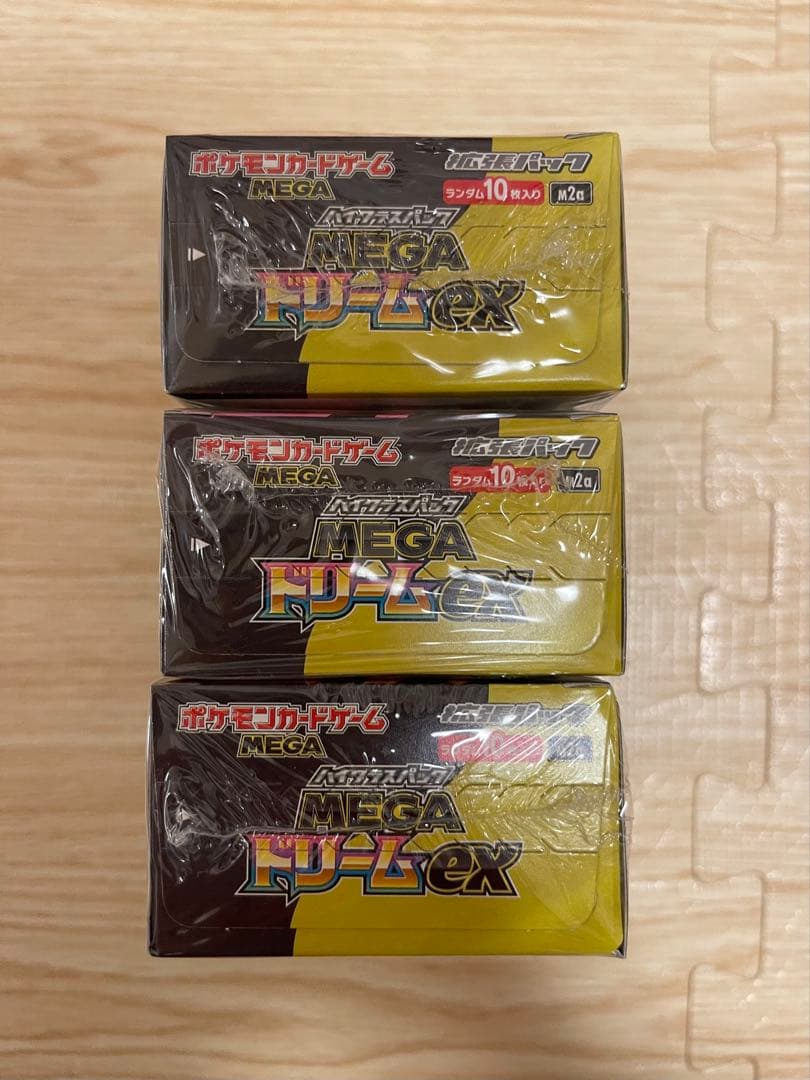 ポケモンカードゲーム
MEGA
拡張パック
ランダム10枚入り M2a
ハイクラスパック
MEGA
ドリームex
ポケモンカードゲーム
MEGA
拡張パック
ランダム10枚入り M2a
ハイクラスパック
MEGA
ドリームex
ポケモンカードゲーム
MEGA
拡張パック
ランダム
ハイクラスパック
MEGA
ドリームex